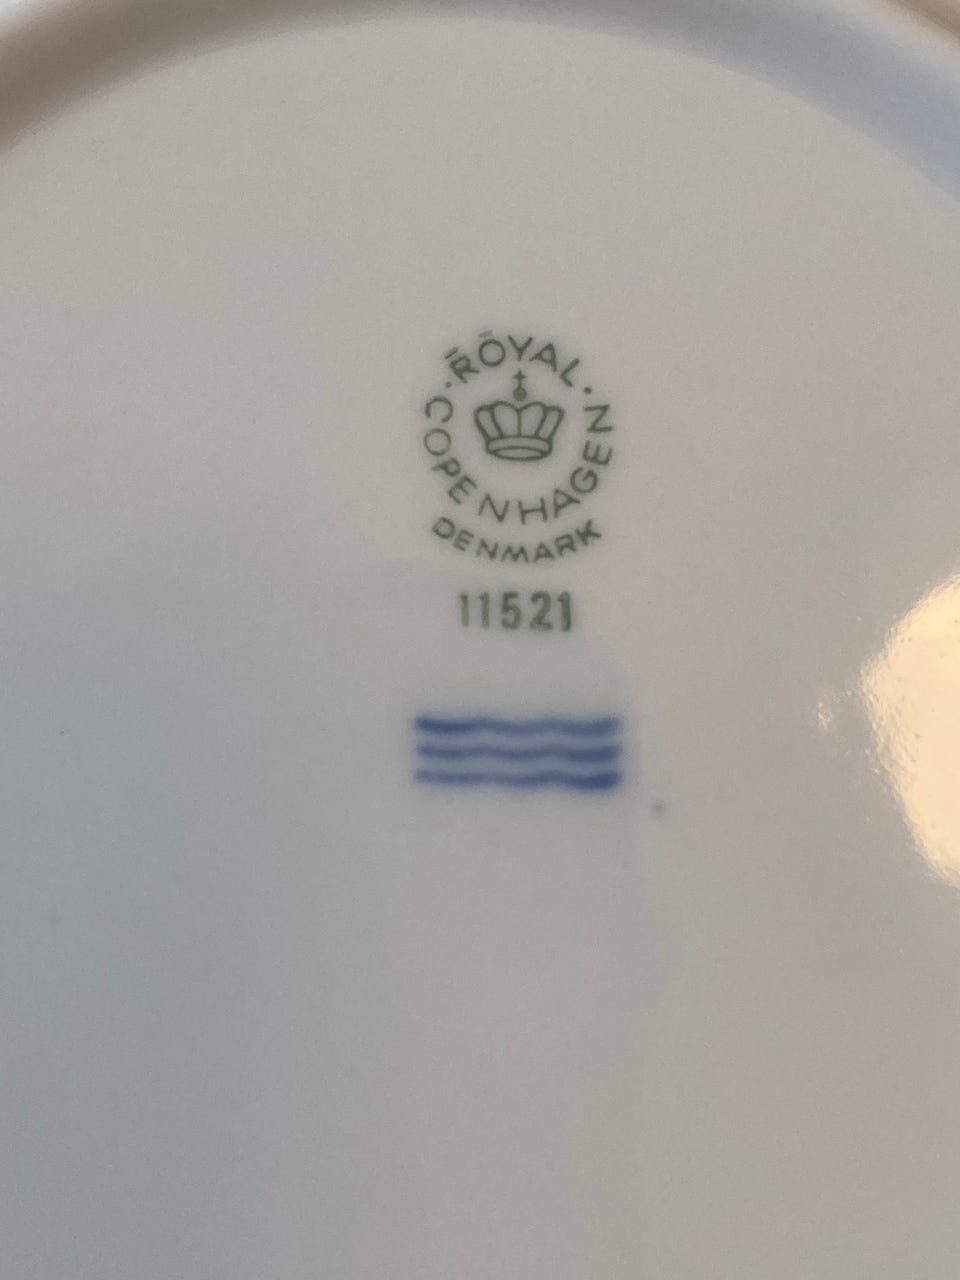 ROYAL
COPENHAGEN
DENMARK
11521